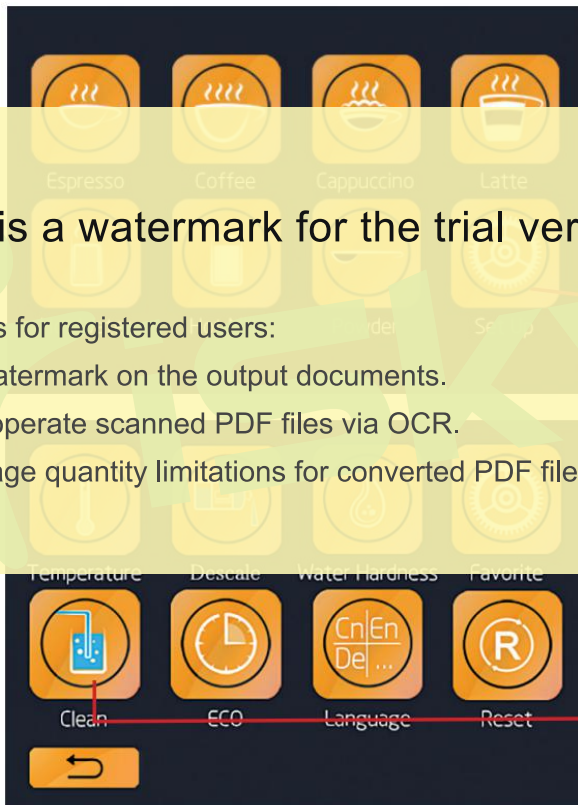 Espresso Coffee Cappuccino Latte
is a watermark for the trial ver
s for registered users:
atermark on the output documents.
operate scanned PDF files via OCR.
age quantity limitations for converted PDF file
Temperature Descale Water Hardness Favorite
Cn En
De ...
R
Clean ECO Language Reset